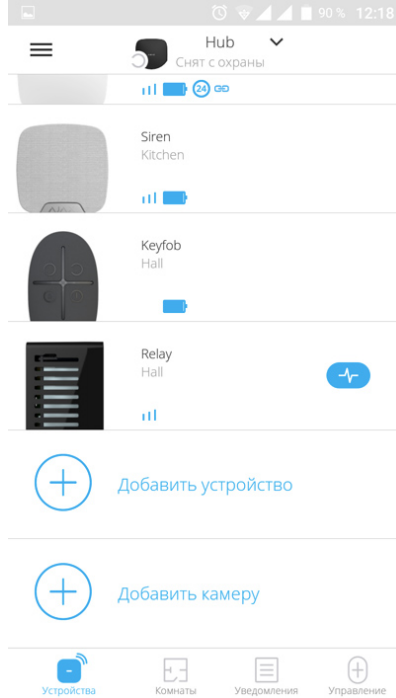 90 % 12:18
Hub
Снят с охраны
24
Siren
Kitchen
Keyfob
Hall
Relay
Hall
Добавить устройство
Добавить камеру
Устройства
Комнаты
Уведомления
Управление